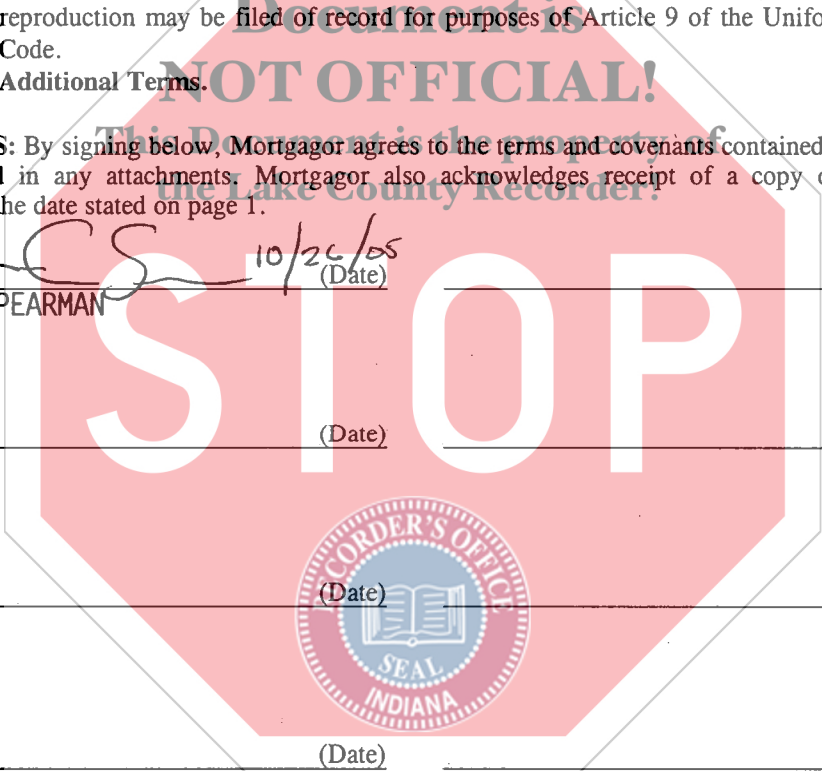 reproduction may be filed of record for purposes of Article 9 of the Unifo
Code.
Additional Terms.
Document is
NOT OFFICIAL!
This Document is the property of
the Lake County Recorder!
S: By signing below, Mortgagor agrees to the terms and covenants contained
in any attachments. Mortgagor also acknowledges receipt of a copy
he date stated on page 1.
10/26/05
(Date)
PEARMAN
STOP
(Date)
(Date)
RECORDER'S OFFICE
SEAL
INDIANA
(Date)